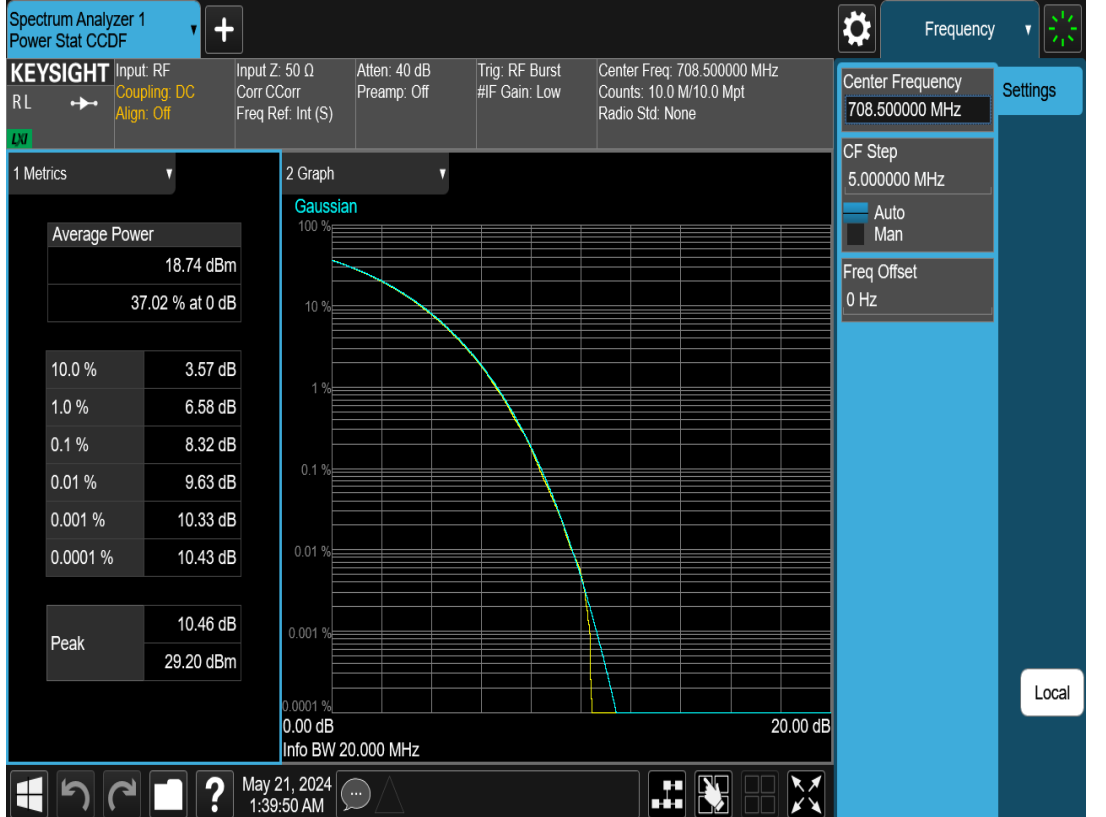 Spectrum Analyzer 1
Power Stat CCDF
+
Frequency
KEYSIGHT
RL
LXI
Input: RF
Coupling: DC
Align: Off
Input Z: 50 Ω
Corr CCorr
Freq Ref: Int (S)
Atten: 40 dB
Preamp: Off
Trig: RF Burst
#IF Gain: Low
Center Freq: 708.500000 MHz
Counts: 10.0 M/10.0 Mpt
Radio Std: None
Center Frequency
708.500000 MHz
Settings
CF Step
5.000000 MHz
Auto
Man
Freq Offset
0 Hz
Local
1 Metrics
Average Power
18.74 dBm
37.02 % at 0 dB
10.0 % 3.57 dB
1.0 % 6.58 dB
0.1 % 8.32 dB
0.01 % 9.63 dB
0.001 % 10.33 dB
0.0001 % 10.43 dB
Peak
10.46 dB
29.20 dBm
2 Graph
Gaussian
100 %
10 %
1 %
0.1 %
0.01 %
0.001 %
0.0001 %
0.00 dB 20.00 dB
Info BW 20.000 MHz
?
May 21, 2024
1:39:50 AM